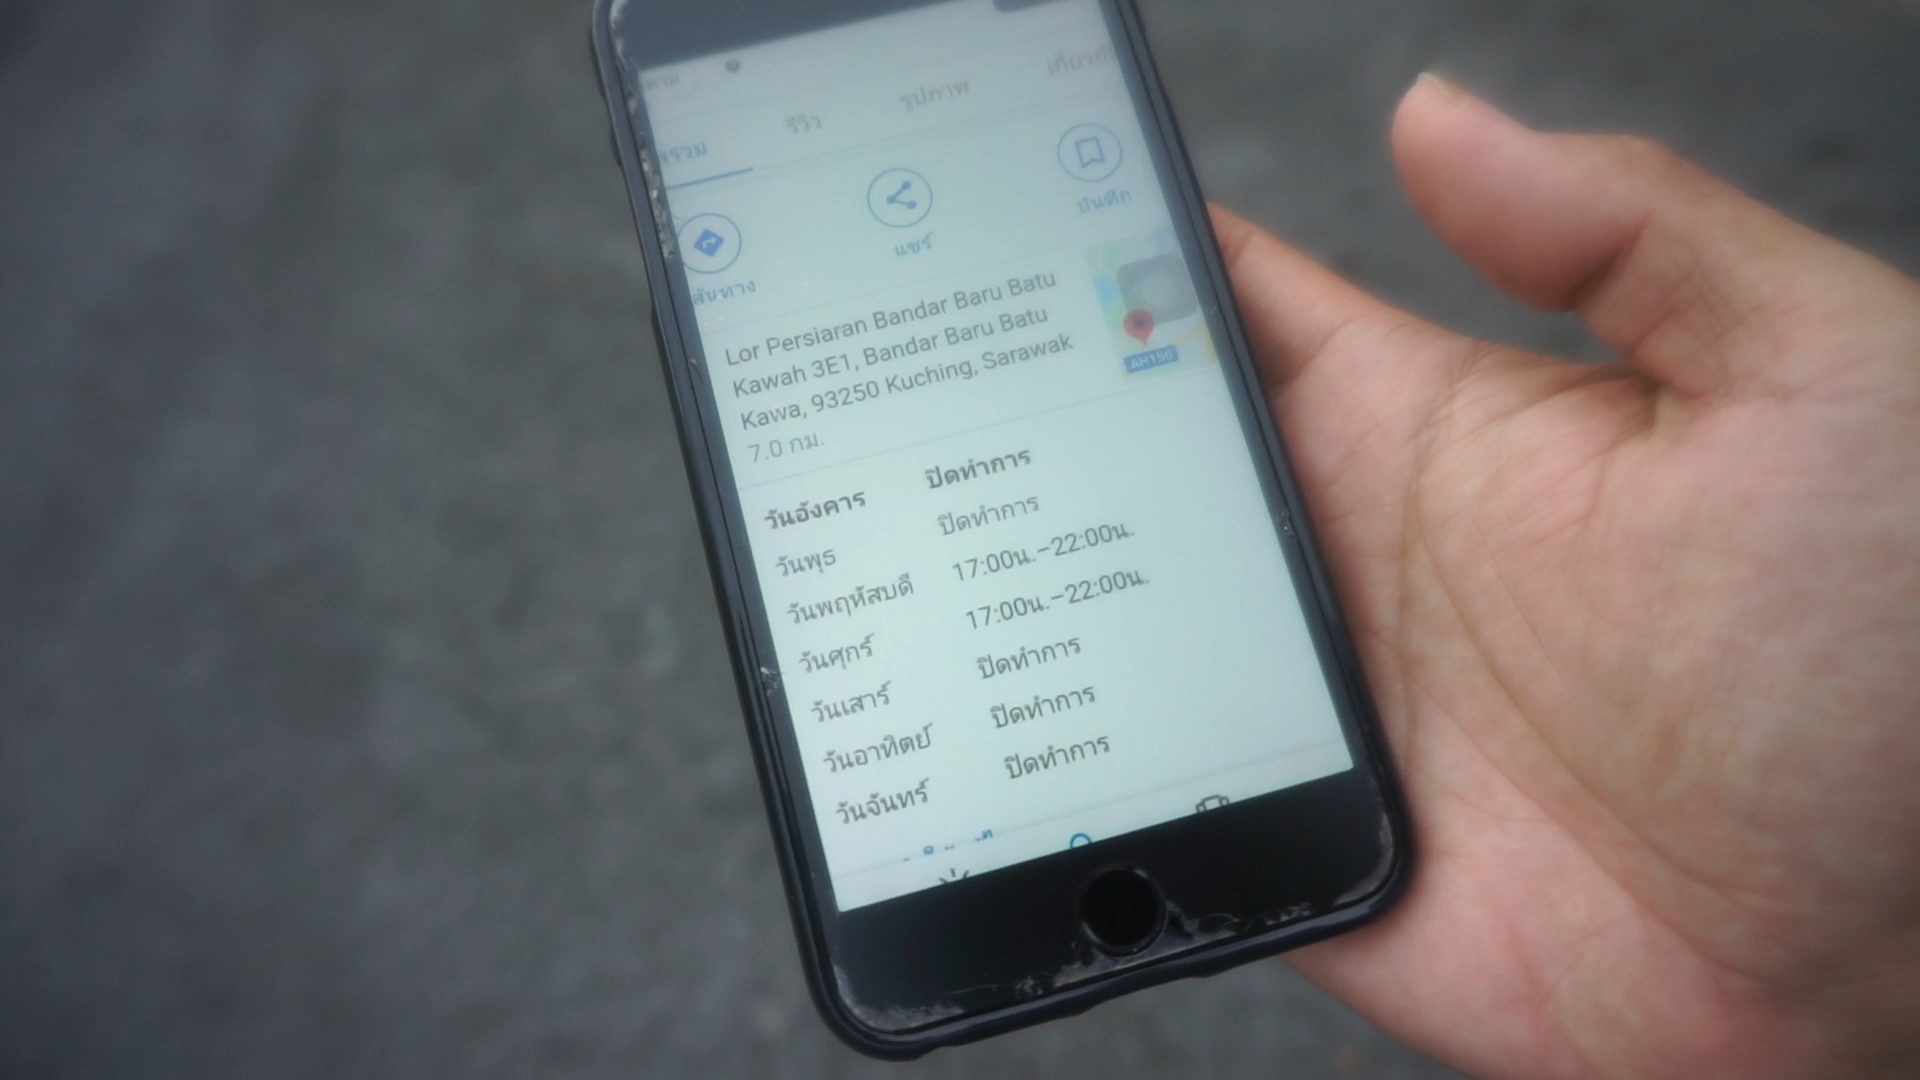 รีวิว
รูปภาพ
แชร์
บันทึก
Lor Persiaran Bandar Baru Batu
Kawah 3E1, Bandar Baru Batu
Kawa, 93250 Kuching, Sarawak
7.0 กม.
AH150
วันอังคาร ปิดทำการ
วันพุธ ปิดทำการ
วันพฤหัสบดี 17:00น.–22:00น.
วันศุกร์ 17:00น.–22:00น.
วันเสาร์ ปิดทำการ
วันอาทิตย์ ปิดทำการ
วันจันทร์ ปิดทำการ